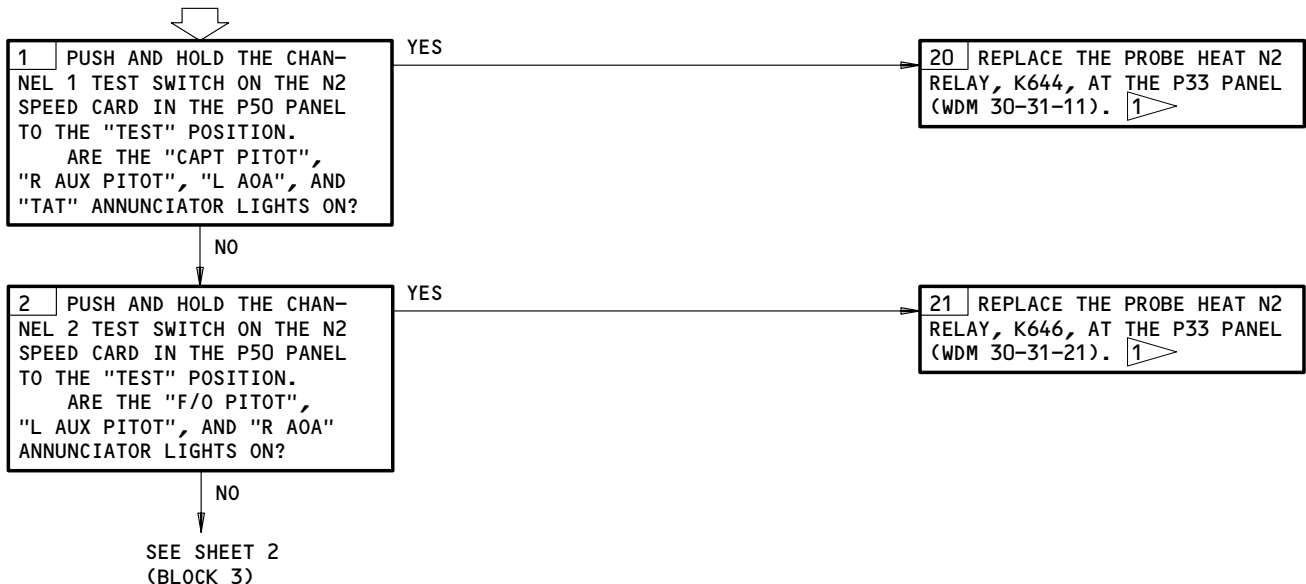 1 PUSH AND HOLD THE CHAN-
NEL 1 TEST SWITCH ON THE N2
SPEED CARD IN THE P50 PANEL
TO THE "TEST" POSITION.
ARE THE "CAPT PITOT",
"R AUX PITOT", "L AOA", AND
"TAT" ANNUNCIATOR LIGHTS ON?
YES
20 REPLACE THE PROBE HEAT N2
RELAY, K644, AT THE P33 PANEL
(WDM 30-31-11). 1
NO
2 PUSH AND HOLD THE CHAN-
NEL 2 TEST SWITCH ON THE N2
SPEED CARD IN THE P50 PANEL
TO THE "TEST" POSITION.
ARE THE "F/O PITOT",
"L AUX PITOT", AND "R AOA"
ANNUNCIATOR LIGHTS ON?
YES
21 REPLACE THE PROBE HEAT N2
RELAY, K646, AT THE P33 PANEL
(WDM 30-31-21). 1
NO
SEE SHEET 2
(BLOCK 3)